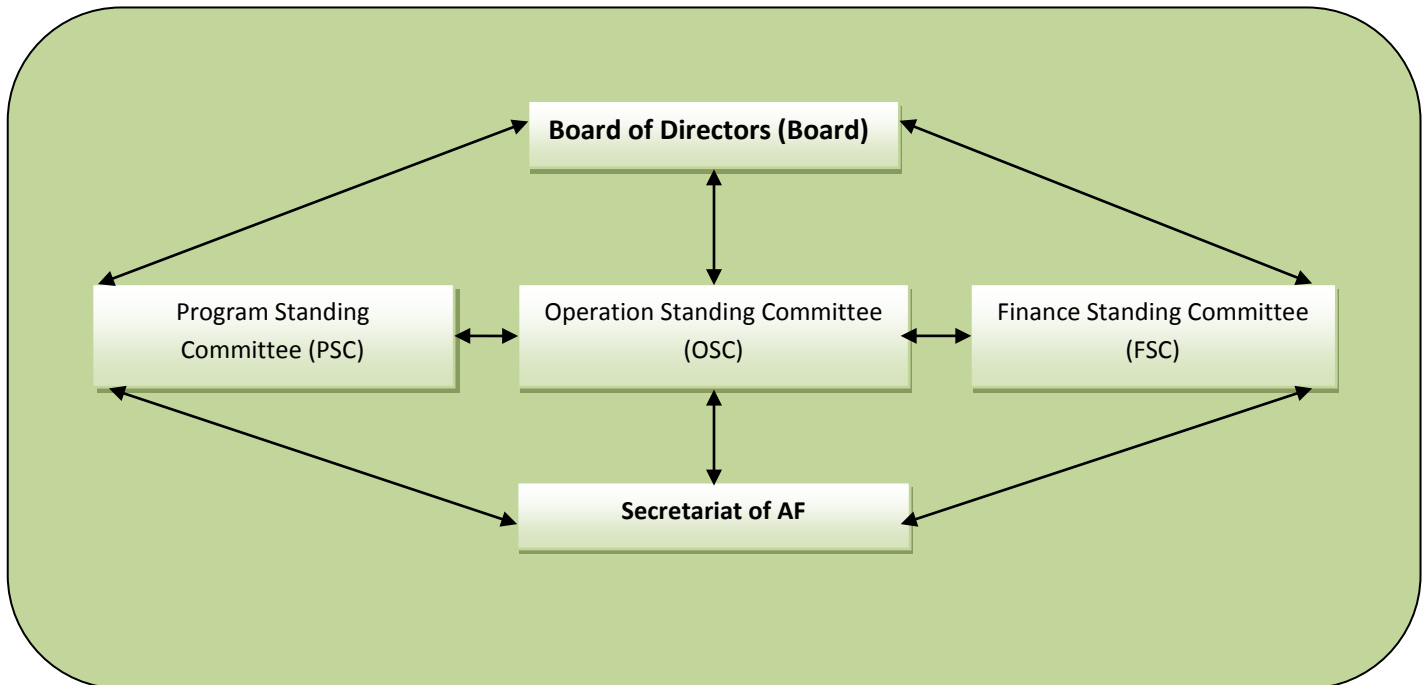 Board of Directors (Board)
Program Standing
Committee (PSC)
Operation Standing Committee
(OSC)
Finance Standing Committee
(FSC)
Secretariat of AF